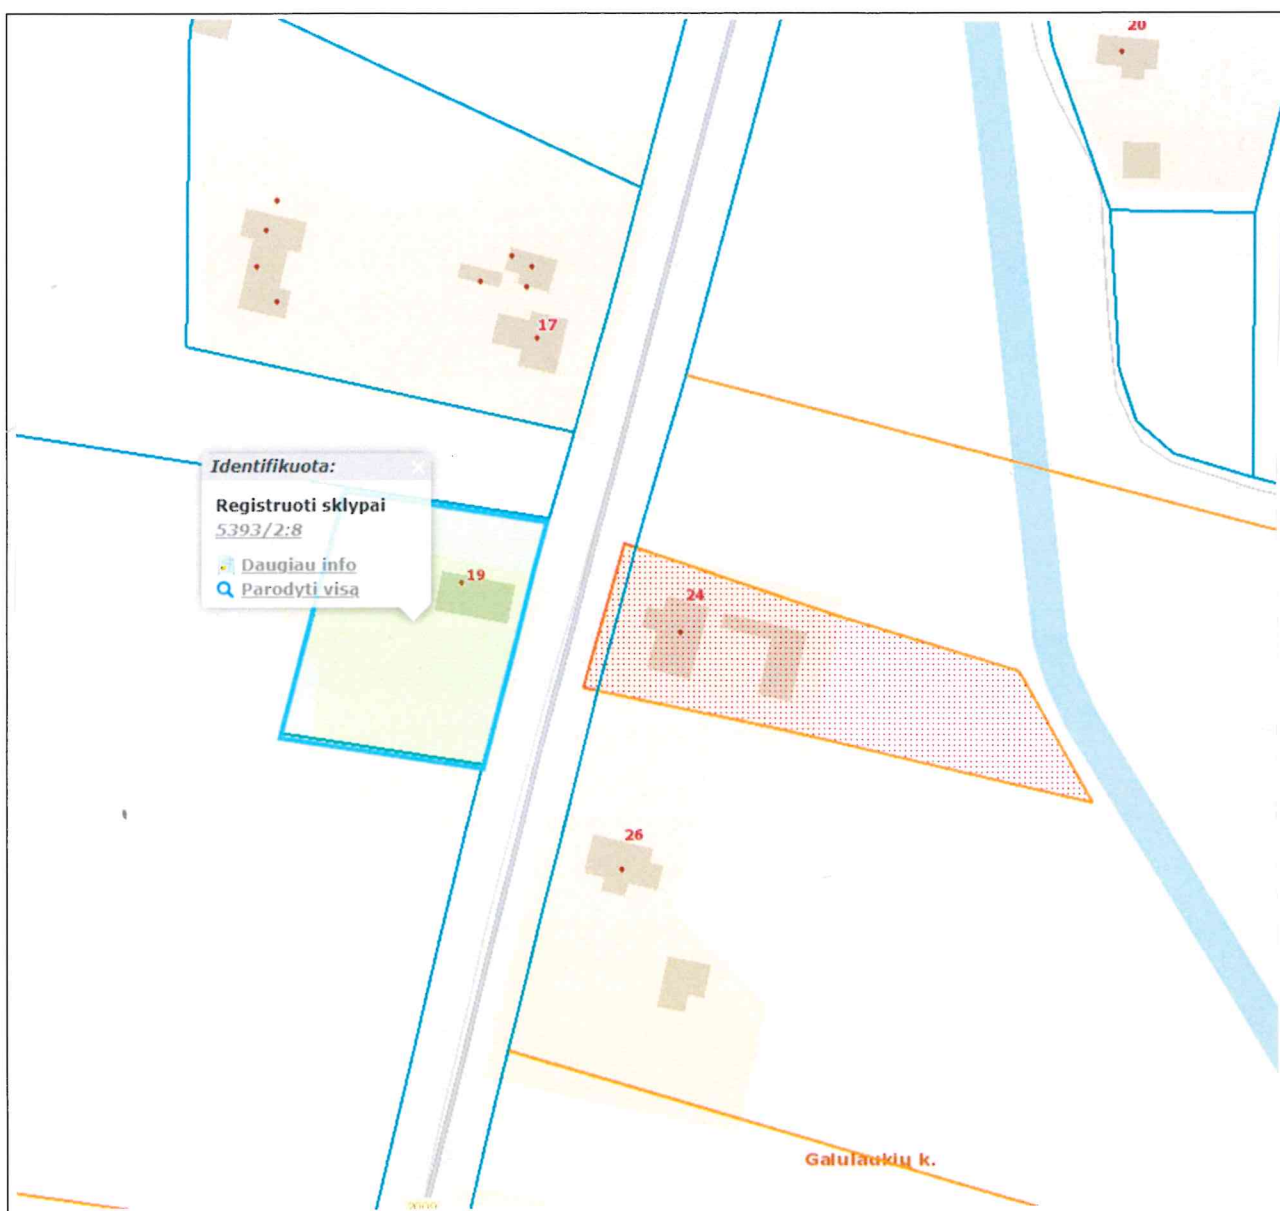 20
17
Identifikuota:
Registruoti sklypai
5393/2:8
Daugiau info
Parodyti visą
19
24
26
Galulaukių k.